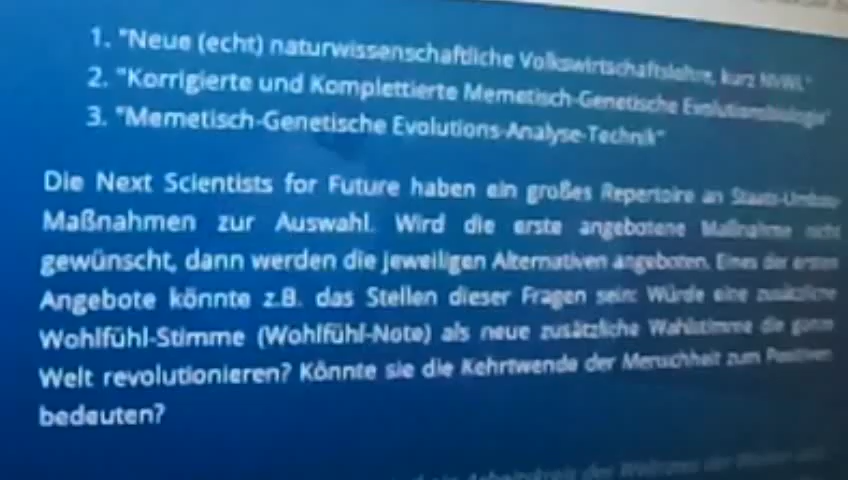 1. "Neue (echt) naturwissenschaftliche Volkswirtschaftslehre, kurz NVWL"
2. "Korrigierte und Komplettierte Memetisch-Genetische Evolutionsbiologie"
3. "Memetisch-Genetische Evolutions-Analyse-Technik"
Die Next Scientists for Future haben ein großes Repertoire an Staats-Umbau-
Maßnahmen zur Auswahl. Wird die erste angebotene Maßnahme nicht
gewünscht, dann werden die jeweiligen Alternativen angeboten. Eines der ersten
Angebote könnte z.B. das Stellen dieser Fragen sein: Würde eine zusätzliche
Wohlfühl-Stimme (Wohlfühl-Note) als neue zusätzliche Wahlstimme die ganze
Welt revolutionieren? Könnte sie die Kehrtwende der Menschheit zum Positiven
bedeuten?